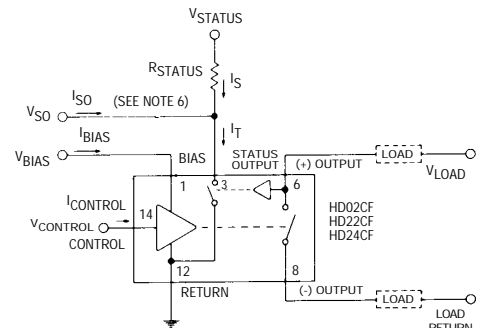 VSTATUS
RSTATUS
IS
ISO
(SEE NOTE 6)
VSO
IT
IBIAS
VBIAS
BIAS
STATUS
OUTPUT
(+) OUTPUT
LOAD
VLOAD
1
3
6
ICONTROL
14
VCONTROL
CONTROL
HD02CF
HD22CF
HD24CF
12
8
RETURN
(-) OUTPUT
LOAD
LOAD
RETURN